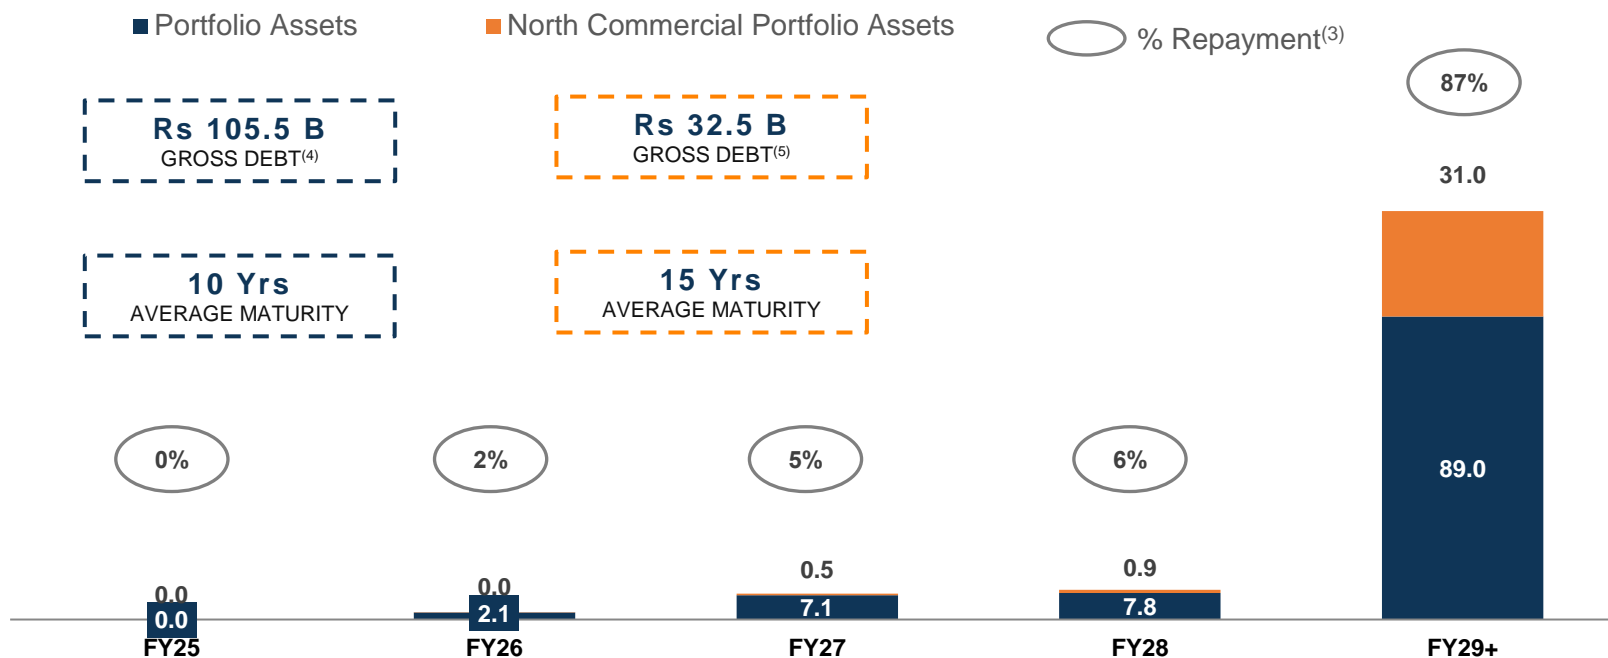 Portfolio Assets
North Commercial Portfolio Assets
% Repayment(3)
Rs 105.5 B
GROSS DEBT(4)
Rs 32.5 B
GROSS DEBT(5)
10 Yrs
AVERAGE MATURITY
15 Yrs
AVERAGE MATURITY
87%
31.0
89.0
0%
2%
5%
6%
0.0
0.0
0.5
0.9
0.0
2.1
7.1
7.8
FY25
FY26
FY27
FY28
FY29+